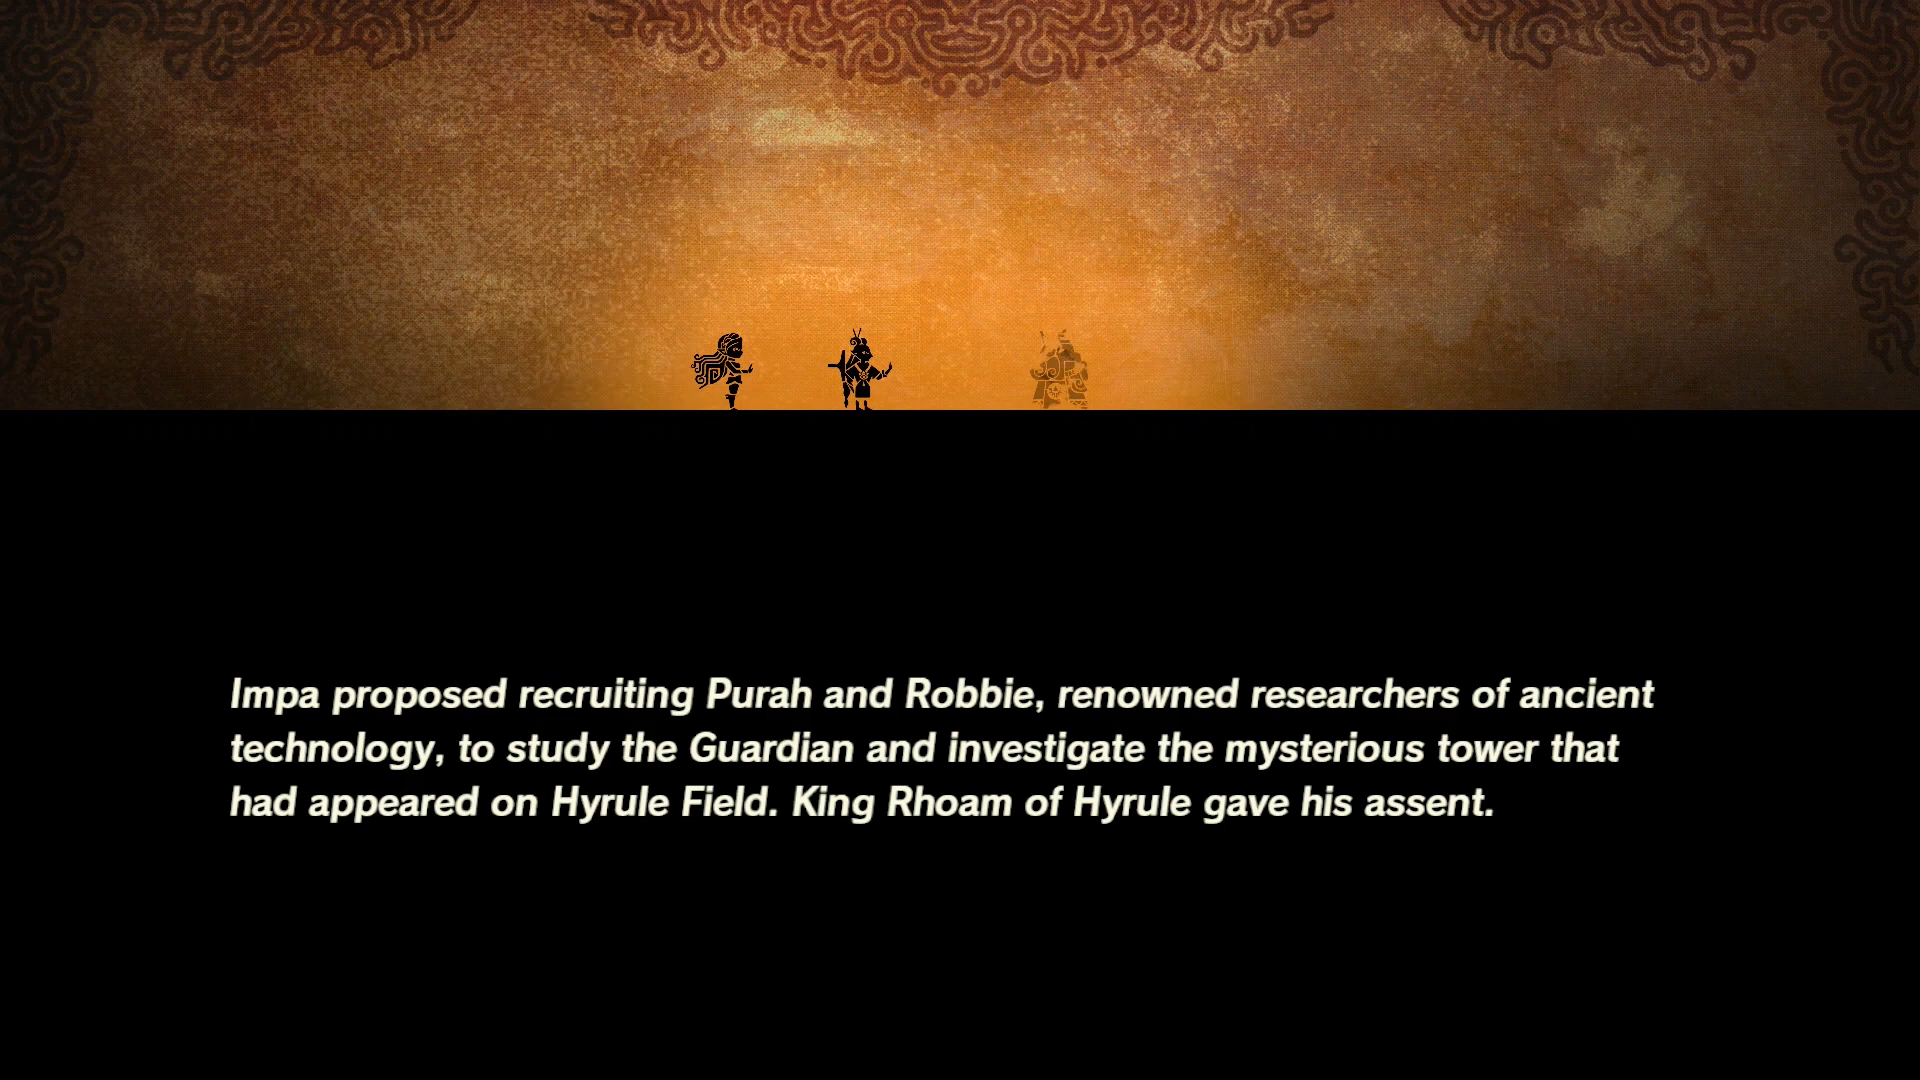 Impa proposed recruiting Purah and Robbie, renowned researchers of ancient
technology, to study the Guardian and investigate the mysterious tower that
had appeared on Hyrule Field. King Rhoam of Hyrule gave his assent.